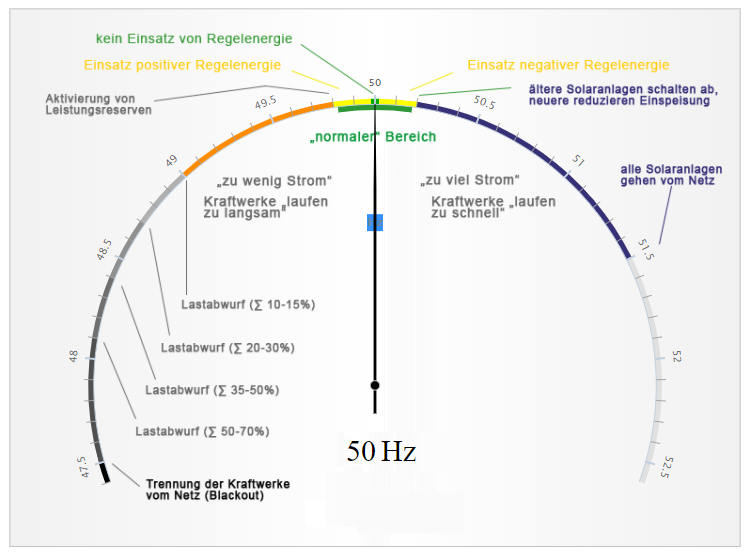 kein Einsatz von Regelenergie
Einsatz positiver Regelenergie
50
Einsatz negativer Regelenergie
Aktivierung von
Leistungsreserven
49.5
50.5
ältere Solaranlagen schalten ab,
neuere reduzieren Einspeisung
„normaler“ Bereich
49
51
„zu wenig Strom“
Kraftwerke „laufen
zu langsam“
„zu viel Strom“
Kraftwerke „laufen
zu schnell“
alle Solaranlagen
gehen vom Netz
48.5
51.5
Lastabwurf (∑ 10-15%)
Lastabwurf (∑ 20-30%)
48
52
Lastabwurf (∑ 35-50%)
Lastabwurf (∑ 50-70%)
50 Hz
47.5
52.5
Trennung der Kraftwerke
vom Netz (Blackout)